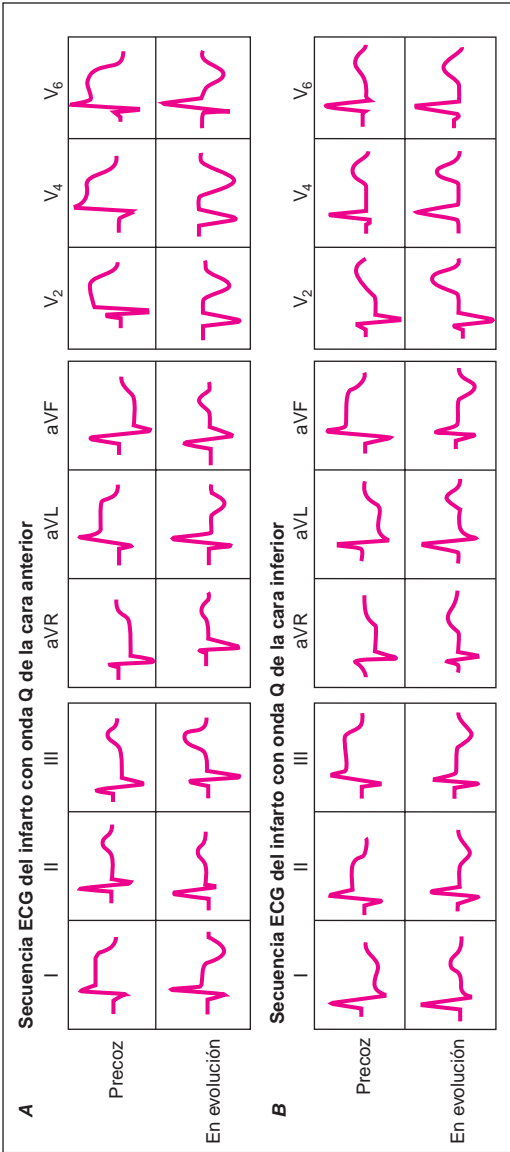 A Secuencia ECG del infarto con onda Q de la cara anterior
I II III aVR aVL aVF V2 V4 V6
Precoz
En evolución
B Secuencia ECG del infarto con onda Q de la cara inferior
I II III aVR aVL aVF V2 V4 V6
Precoz
En evolución